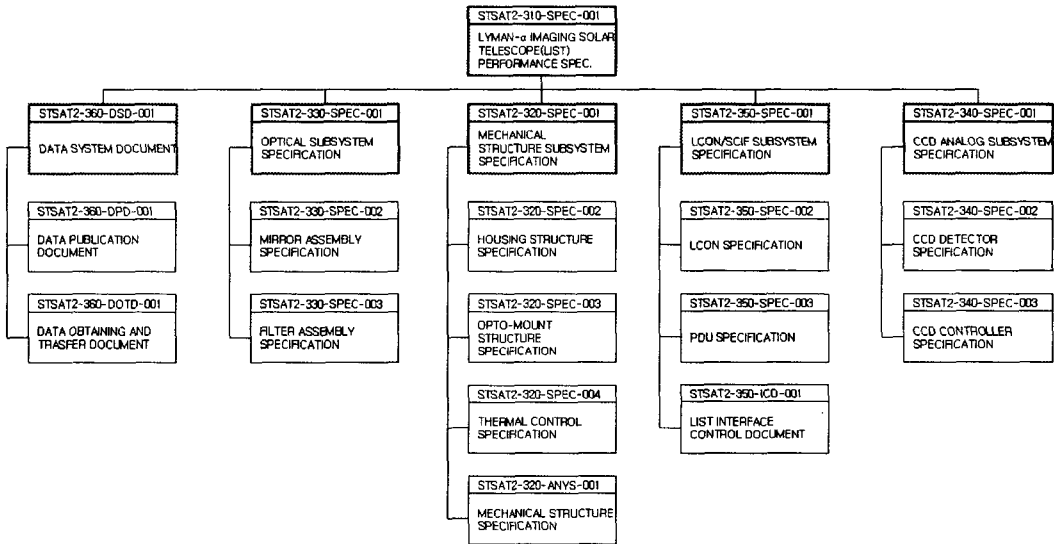 STSAT2-310-SPEC-001
LYMAN-α IMAGING SOLAR
TELESCOPE(LIST)
PERFORMANCE SPEC.
STSAT2-360-DSD-001
DATA SYSTEM DOCUMENT
STSAT2-360-DPD-001
DATA PUBLICATION
DOCUMENT
STSAT2-360-DOTD-001
DATA OBTAINING AND
TRASFER DOCUMENT
STSAT2-330-SPEC-001
OPTICAL SUBSYSTEM
SPECIFICATION
STSAT2-330-SPEC-002
MIRROR ASSEMBLY
SPECIFICATION
STSAT2-330-SPEC-003
FILTER ASSEMBLY
SPECIFICATION
STSAT2-320-SPEC-001
MECHANICAL
STRUCTURE SUBSYSTEM
SPECIFICATION
STSAT2-320-SPEC-002
HOUSING STRUCTURE
SPECIFICATION
STSAT2-320-SPEC-003
OPTO-MOUNT
STRUCTURE
SPECIFICATION
STSAT2-320-SPEC-004
THERMAL CONTROL
SPECIFICATION
STSAT2-320-ANYS-001
MECHANICAL STRUCTURE
SPECIFICATION
STSAT2-350-SPEC-001
LCON/SCIF SUBSYSTEM
SPECIFICATION
STSAT2-350-SPEC-002
LCON SPECIFICATION
STSAT2-350-SPEC-003
PDU SPECIFICATION
STSAT2-350-ICD-001
LIST INTERFACE
CONTROL DOCUMENT
STSAT2-340-SPEC-001
CCD ANALOG SUBSYSTEM
SPECIFICATION
STSAT2-340-SPEC-002
CCD DETECTOR
SPECIFICATION
STSAT2-340-SPEC-003
CCD CONTROLLER
SPECIFICATION